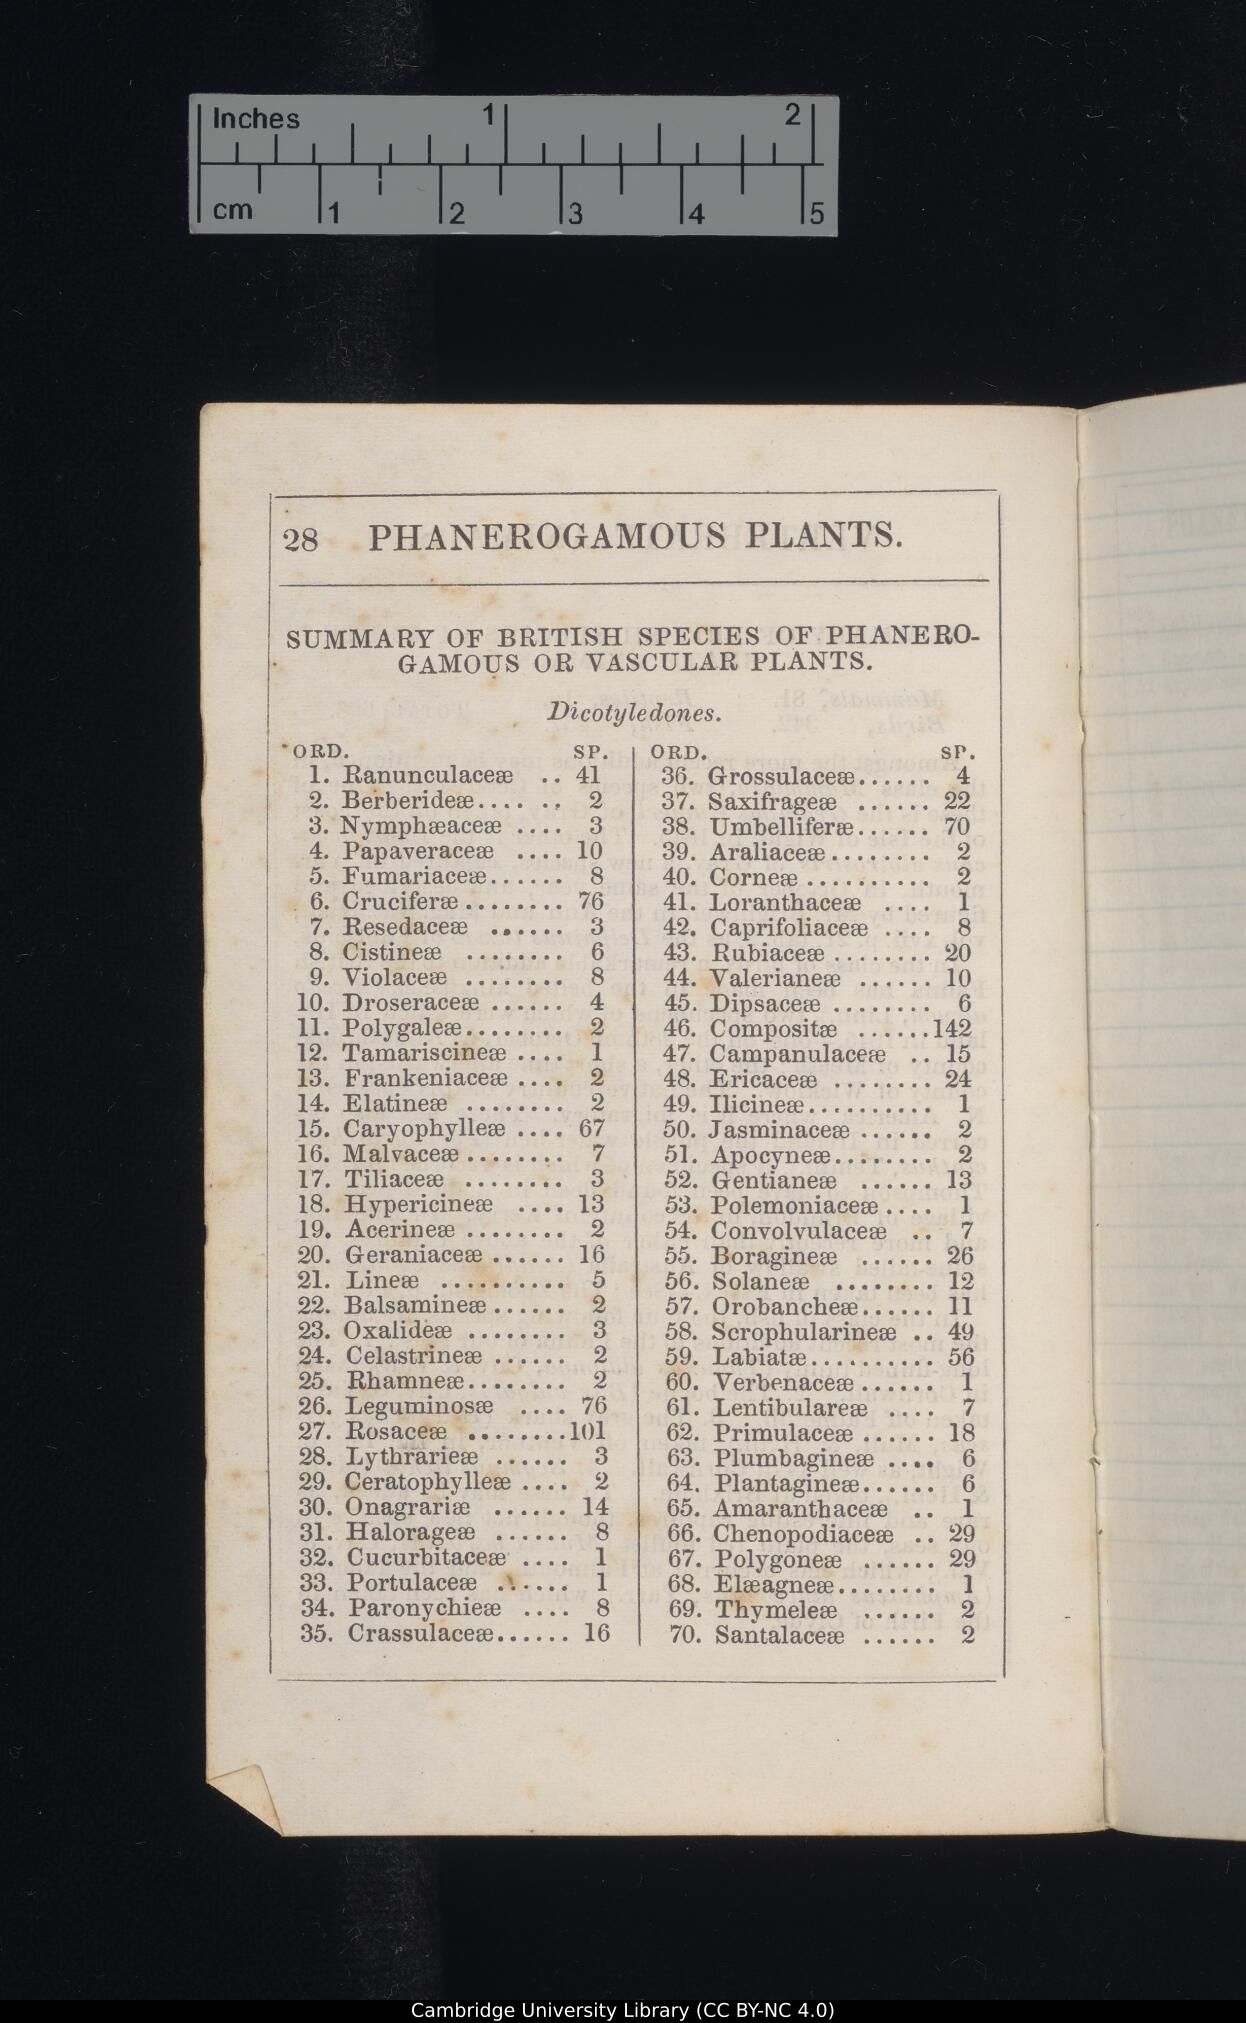 Inches 1 2
cm 1 2 3 4 5
28 PHANEROGAMOUS PLANTS.
SUMMARY OF BRITISH SPECIES OF PHANERO-
GAMOUS OR VASCULAR PLANTS.
Dicotyledones.
ORD. SP.
1. Ranunculaceæ .. 41
2. Berberideæ.... .. 2
3. Nymphæaceæ .... 3
4. Papaveraceæ .... 10
5. Fumariaceæ...... 8
6. Cruciferæ ........ 76
7. Resedaceæ ...... 3
8. Cistineæ ........ 6
9. Violaceæ ........ 8
10. Droseraceæ ...... 4
11. Polygaleæ........ 2
12. Tamariscineæ .... 1
13. Frankeniaceæ .... 2
14. Elatineæ ........ 2
15. Caryophylleæ .... 67
16. Malvaceæ ........ 7
17. Tiliaceæ ........ 3
18. Hypericineæ .... 13
19. Acerineæ ........ 2
20. Geraniaceæ ...... 16
21. Lineæ .......... 5
22. Balsamineæ ...... 2
23. Oxalideæ ........ 3
24. Celastrineæ ...... 2
25. Rhamneæ........ 2
26. Leguminosæ .... 76
27. Rosaceæ ........101
28. Lythrarieæ ...... 3
29. Ceratophylleæ .... 2
30. Onagrariæ ...... 14
31. Halorageæ ...... 8
32. Cucurbitaceæ .... 1
33. Portulaceæ ...... 1
34. Paronychieæ .... 8
35. Crassulaceæ...... 16
ORD. SP.
36. Grossulaceæ...... 4
37. Saxifrageæ ...... 22
38. Umbelliferæ...... 70
39. Araliaceæ........ 2
40. Corneæ .......... 2
41. Loranthaceæ .... 1
42. Caprifoliaceæ .... 8
43. Rubiaceæ ........ 20
44. Valerianeæ ...... 10
45. Dipsaceæ ........ 6
46. Compositæ ......142
47. Campanulaceæ .. 15
48. Ericaceæ ........ 24
49. Ilicineæ.......... 1
50. Jasminaceæ ...... 2
51. Apocyneæ........ 2
52. Gentianeæ ...... 13
53. Polemoniaceæ .... 1
54. Convolvulaceæ .. 7
55. Boragineæ ...... 26
56. Solaneæ ........ 12
57. Orobancheæ...... 11
58. Scrophularineæ .. 49
59. Labiatæ.......... 56
60. Verbenaceæ ...... 1
61. Lentibulareæ .... 7
62. Primulaceæ ...... 18
63. Plumbagineæ .... 6
64. Plantagineæ...... 6
65. Amaranthaceæ .. 1
66. Chenopodiaceæ .. 29
67. Polygoneæ ...... 29
68. Elæagneæ........ 1
69. Thymeleæ ...... 2
70. Santalaceæ ...... 2
Cambridge University Library (CC BY-NC 4.0)